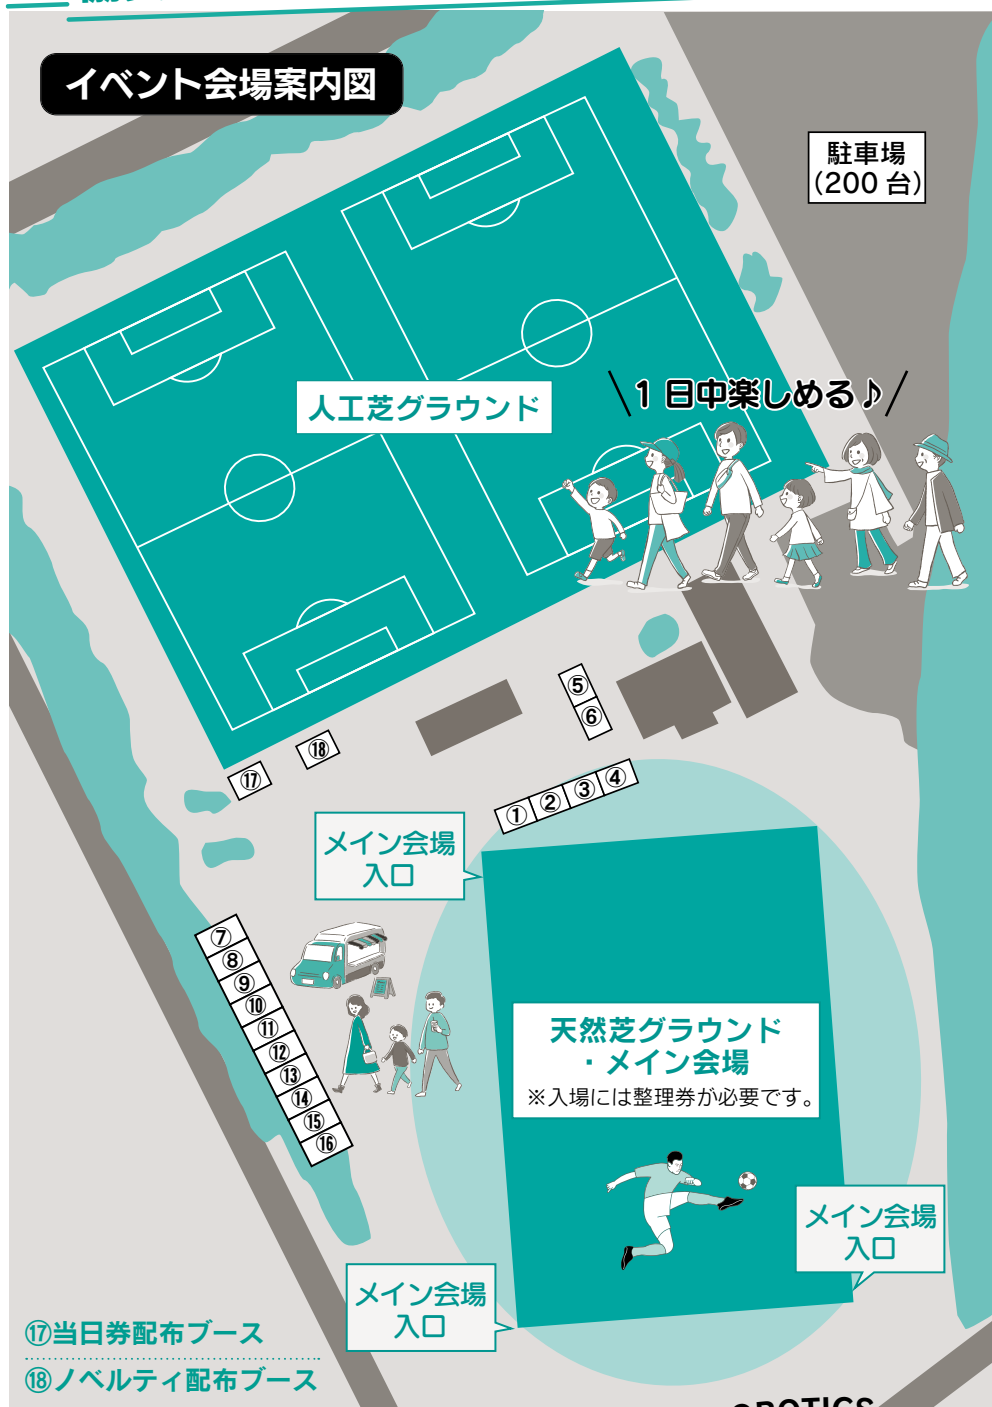 イベント会場案内図
駐車場
(200 台)
1 日中楽しめる♪
人工芝グラウンド
⑤
⑥
⑱
⑰
① ② ③ ④
メイン会場
入口
⑦
⑧
⑨
⑩
⑪
⑫
⑬
⑭
⑮
⑯
天然芝グラウンド
・メイン会場
※入場には整理券が必要です。
メイン会場
入口
メイン会場
入口
⑰当日券配布ブース
⑱ノベルティ配布ブース